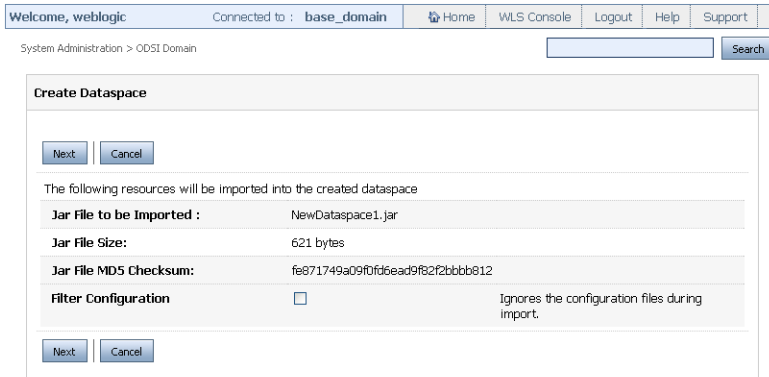 Welcome, weblogic Connected to : base_domain Home WLS Console Logout Help Support
System Administration > ODSI Domain Search
Create Dataspace
Next Cancel
The following resources will be imported into the created dataspace
Jar File to be Imported : NewDataspace1.jar
Jar File Size: 621 bytes
Jar File MD5 Checksum: fe871749a09f0fd6ead9f82f2bbbb812
Filter Configuration Ignores the configuration files during
import.
Next Cancel